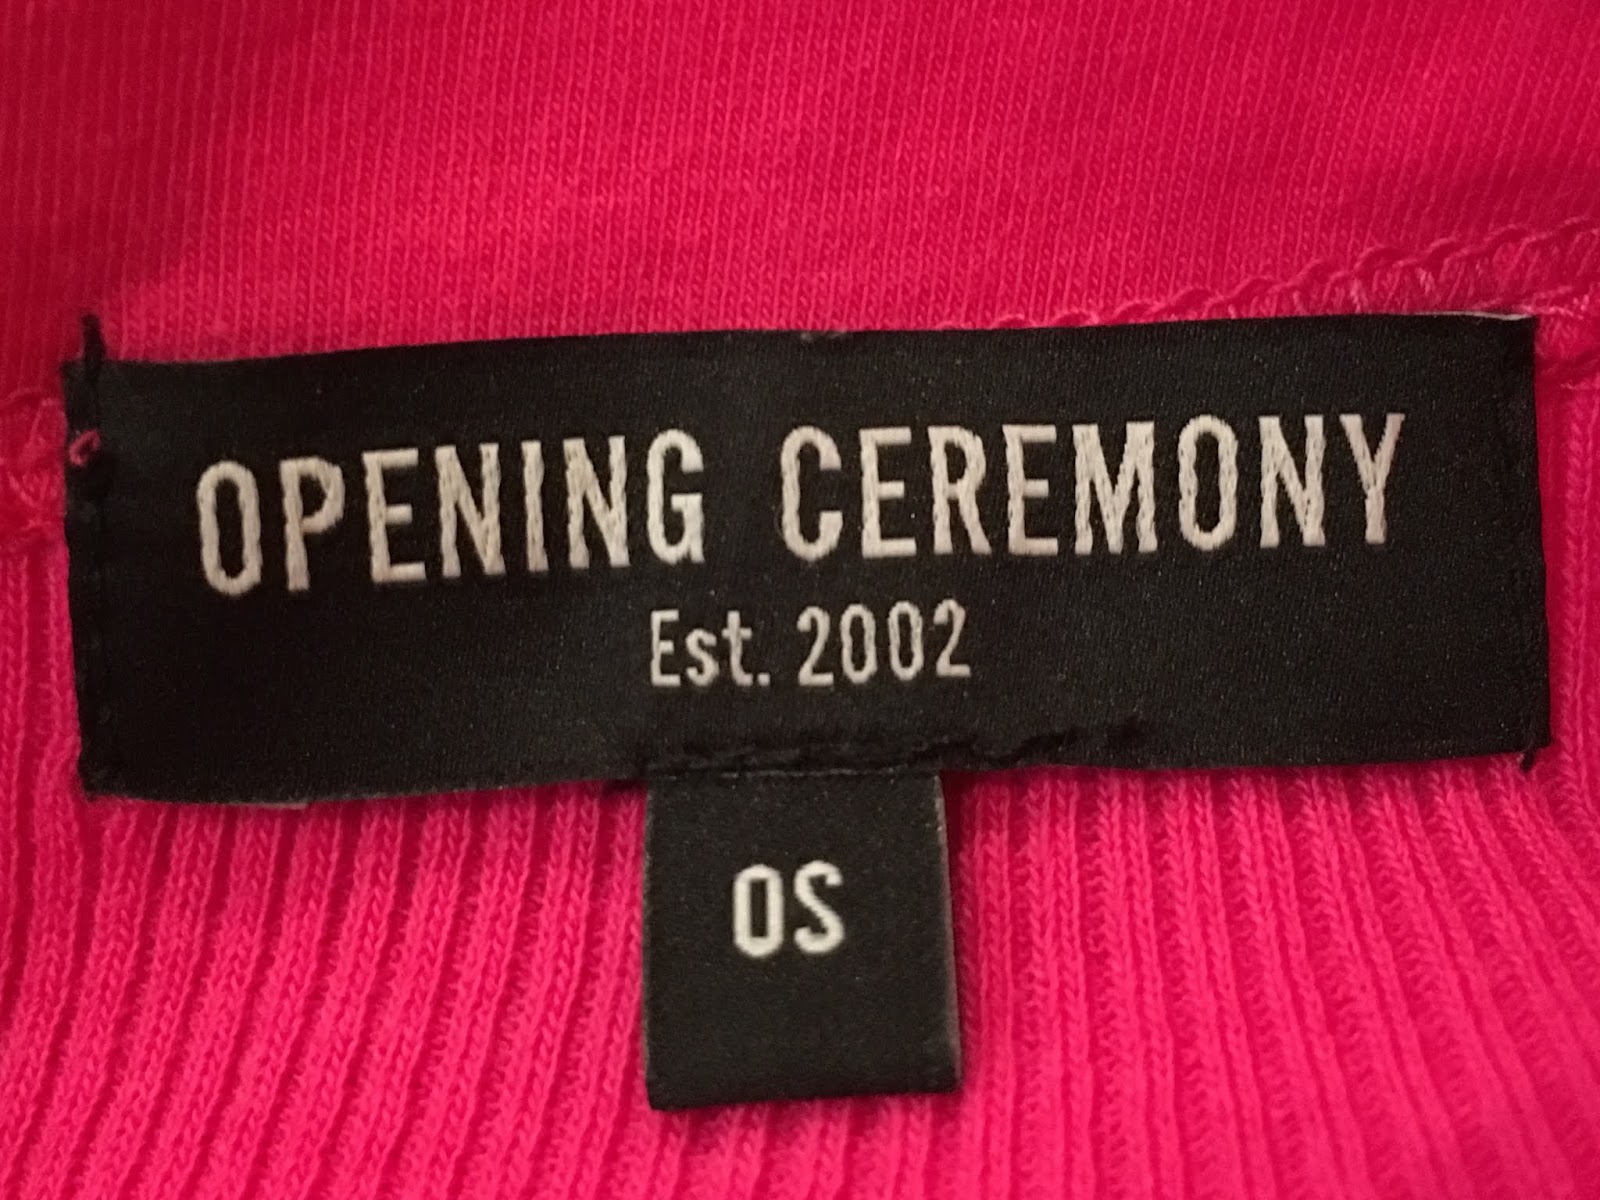 OPENING CEREMONY
Est. 2002
OS